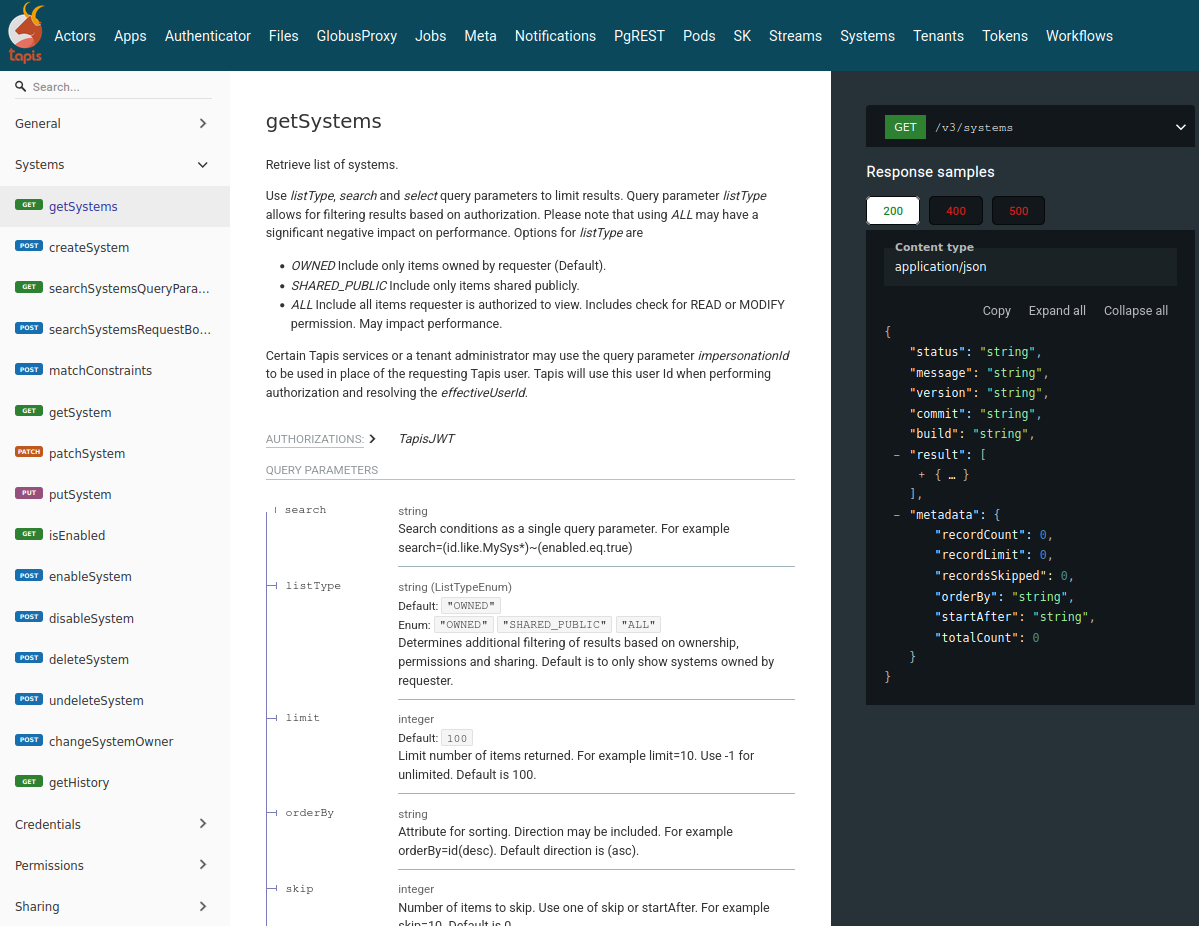 tapis
Actors Apps Authenticator Files GlobusProxy Jobs Meta Notifications PgREST Pods SK Streams Systems Tenants Tokens Workflows
Search...
General
Systems
GET getSystems
POST createSystem
GET searchSystemsQueryPara...
POST searchSystemsRequestBo...
POST matchConstraints
GET getSystem
PATCH patchSystem
PUT putSystem
GET isEnabled
POST enableSystem
POST disableSystem
POST deleteSystem
POST undeleteSystem
POST changeSystemOwner
GET getHistory
Credentials
Permissions
Sharing
getSystems
Retrieve list of systems.
Use listType, search and select query parameters to limit results. Query parameter listType
allows for filtering results based on authorization. Please note that using ALL may have a
significant negative impact on performance. Options for listType are
• OWNED Include only items owned by requester (Default).
• SHARED_PUBLIC Include only items shared publicly.
• ALL Include all items requester is authorized to view. Includes check for READ or MODIFY
permission. May impact performance.
Certain Tapis services or a tenant administrator may use the query parameter impersonationId
to be used in place of the requesting Tapis user. Tapis will use this user Id when performing
authorization and resolving the effectiveUserId.
AUTHORIZATIONS: TapisJWT
QUERY PARAMETERS
search string
Search conditions as a single query parameter. For example
search=(id.like.MySys*)~(enabled.eq.true)
listType string (ListTypeEnum)
Default: "OWNED"
Enum: "OWNED" "SHARED_PUBLIC" "ALL"
Determines additional filtering of results based on ownership,
permissions and sharing. Default is to only show systems owned by
requester.
limit integer
Default: 100
Limit number of items returned. For example limit=10. Use -1 for
unlimited. Default is 100.
orderBy string
Attribute for sorting. Direction may be included. For example
orderBy=id(desc). Default direction is (asc).
skip integer
Number of items to skip. Use one of skip or startAfter. For example
skip=10. Default is 0.
GET /v3/systems
Response samples
200 400 500
Content type
application/json
Copy Expand all Collapse all
{
"status": "string",
"message": "string",
"version": "string",
"commit": "string",
"build": "string",
- "result": [
+ { … }
],
- "metadata": {
"recordCount": 0,
"recordLimit": 0,
"recordsSkipped": 0,
"orderBy": "string",
"startAfter": "string",
"totalCount": 0
}
}